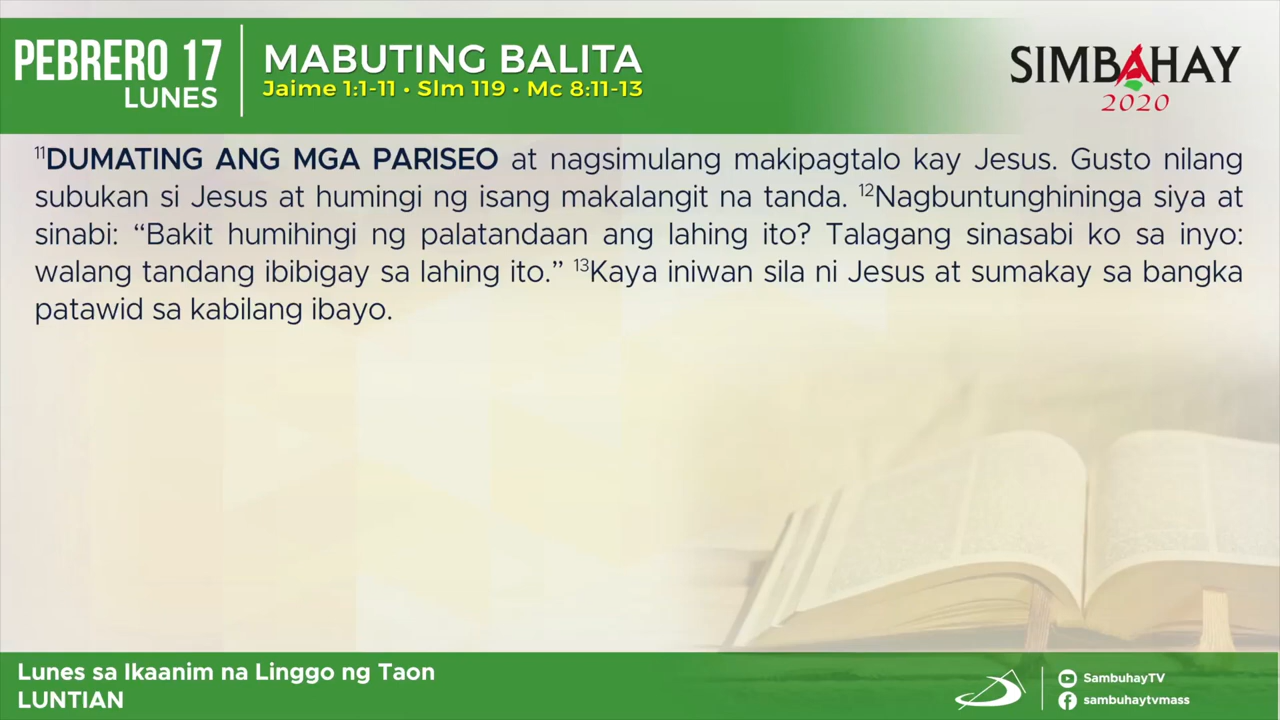 PEBRERO 17
LUNES
MABUTING BALITA
Jaime 1:1-11 • Slm 119 • Mc 8:11-13
SIMBAHAY
2020
¹¹DUMATING ANG MGA PARISEO at nagsimulang makipagtalo kay Jesus. Gusto nilang
subukan si Jesus at humingi ng isang makalangit na tanda. ¹²Nagbuntunghininga siya at
sinabi: “Bakit humihingi ng palatandaan ang lahing ito? Talagang sinasabi ko sa inyo:
walang tandang ibibigay sa lahing ito.” ¹³Kaya iniwan sila ni Jesus at sumakay sa bangka
patawid sa kabilang ibayo.
Lunes sa Ikaanim na Linggo ng Taon
LUNTIAN
SambuhayTV
sambuhaytvmass